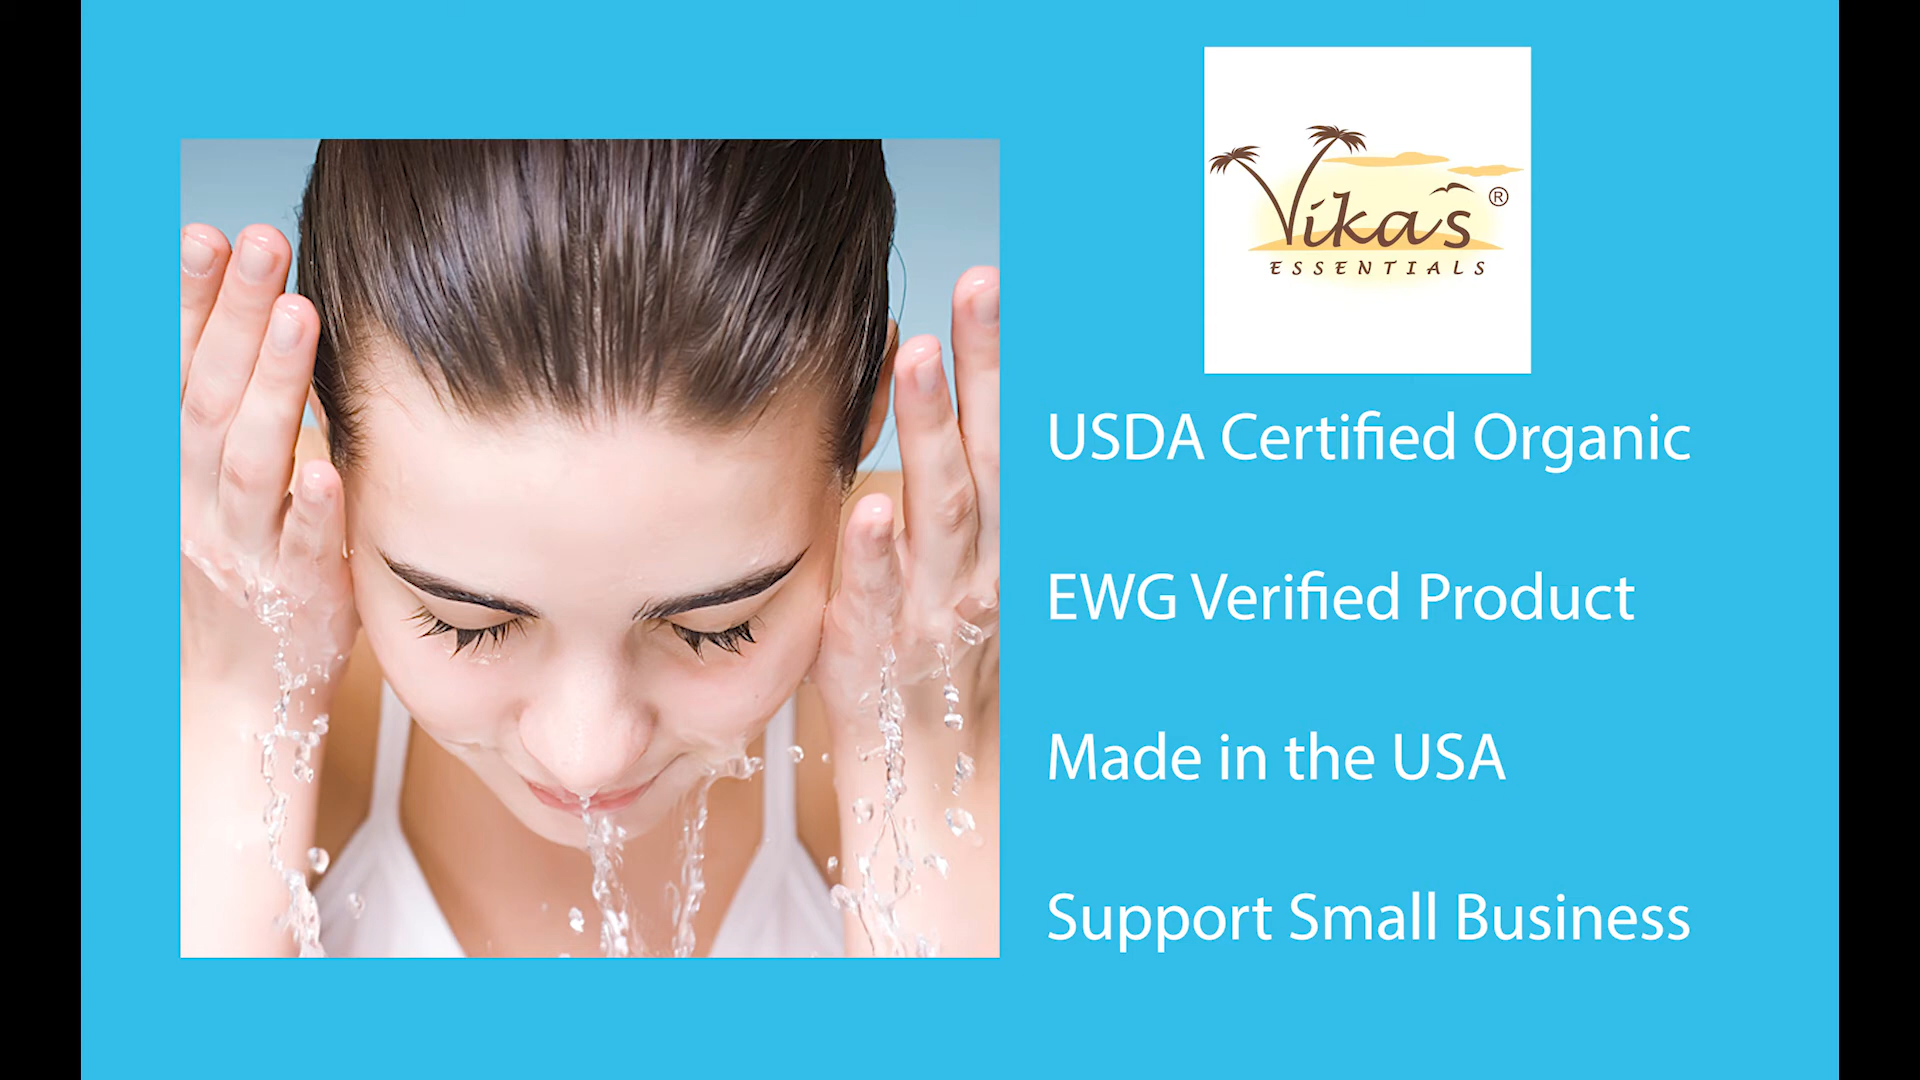 Vika's ®
ESSENTIALS
USDA Certified Organic
EWG Verified Product
Made in the USA
Support Small Business